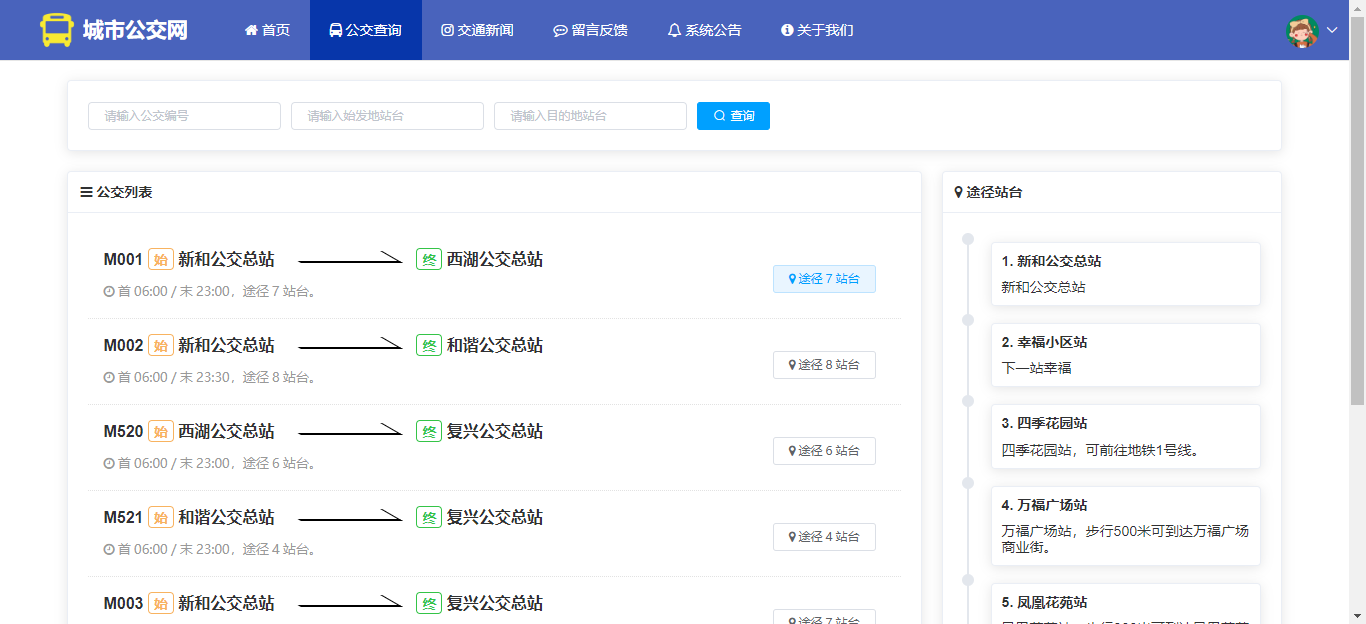 城市公交网 首页 公交查询 交通新闻 留言反馈 系统公告 关于我们
请输入公交编号 请输入始发地站台 请输入目的地站台 查询
公交列表
M001 始 新和公交总站 终 西湖公交总站
首 06:00 / 末 23:00，途径 7 站台。
途径 7 站台
M002 始 新和公交总站 终 和谐公交总站
首 06:00 / 末 23:30，途径 8 站台。
途径 8 站台
M520 始 西湖公交总站 终 复兴公交总站
首 06:00 / 末 23:00，途径 6 站台。
途径 6 站台
M521 始 和谐公交总站 终 复兴公交总站
首 06:00 / 末 23:00，途径 4 站台。
途径 4 站台
M003 始 新和公交总站 终 复兴公交总站
途径 7 站台
途径站台
1. 新和公交总站
新和公交总站
2. 幸福小区站
下一站幸福
3. 四季花园站
四季花园站，可前往地铁1号线。
4. 万福广场站
万福广场站，步行500米可到达万福广场
商业街。
5. 凤凰花苑站